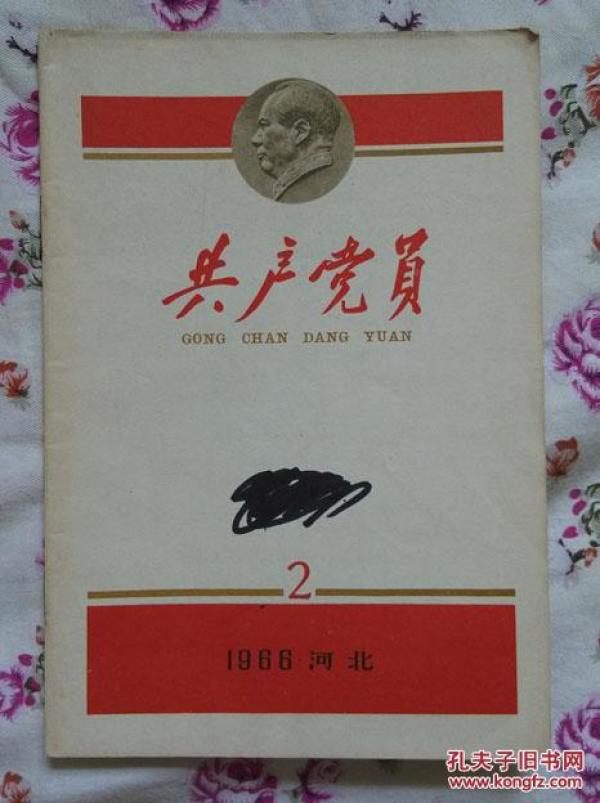 共产党員
GONG CHAN DANG YUAN
2
1966·河北
孔夫子旧书网
www.kongfz.com